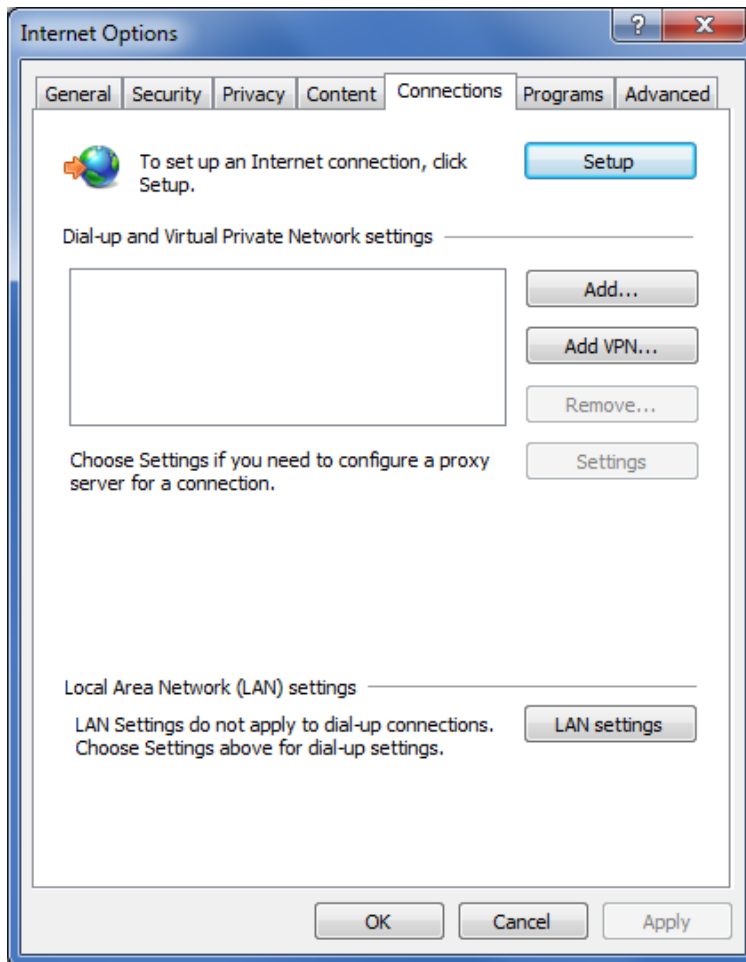 Internet Options
?
X
General Security Privacy Content Connections Programs Advanced
To set up an Internet connection, click
Setup.
Setup
Dial-up and Virtual Private Network settings
Add...
Add VPN...
Remove...
Choose Settings if you need to configure a proxy
server for a connection.
Settings
Local Area Network (LAN) settings
LAN Settings do not apply to dial-up connections.
Choose Settings above for dial-up settings.
LAN settings
OK Cancel Apply